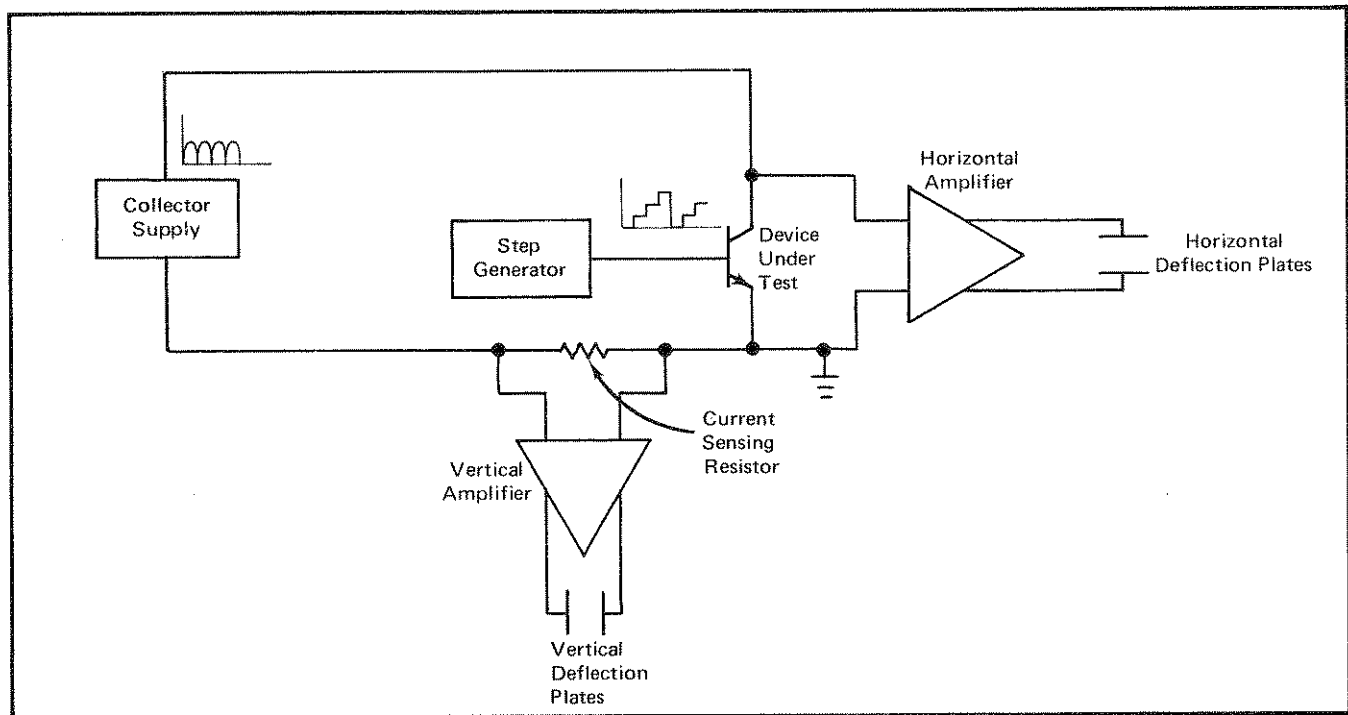 Collector
Supply
Step
Generator
Device
Under
Test
Horizontal
Amplifier
Horizontal
Deflection Plates
Current
Sensing
Resistor
Vertical
Amplifier
Vertical
Deflection
Plates